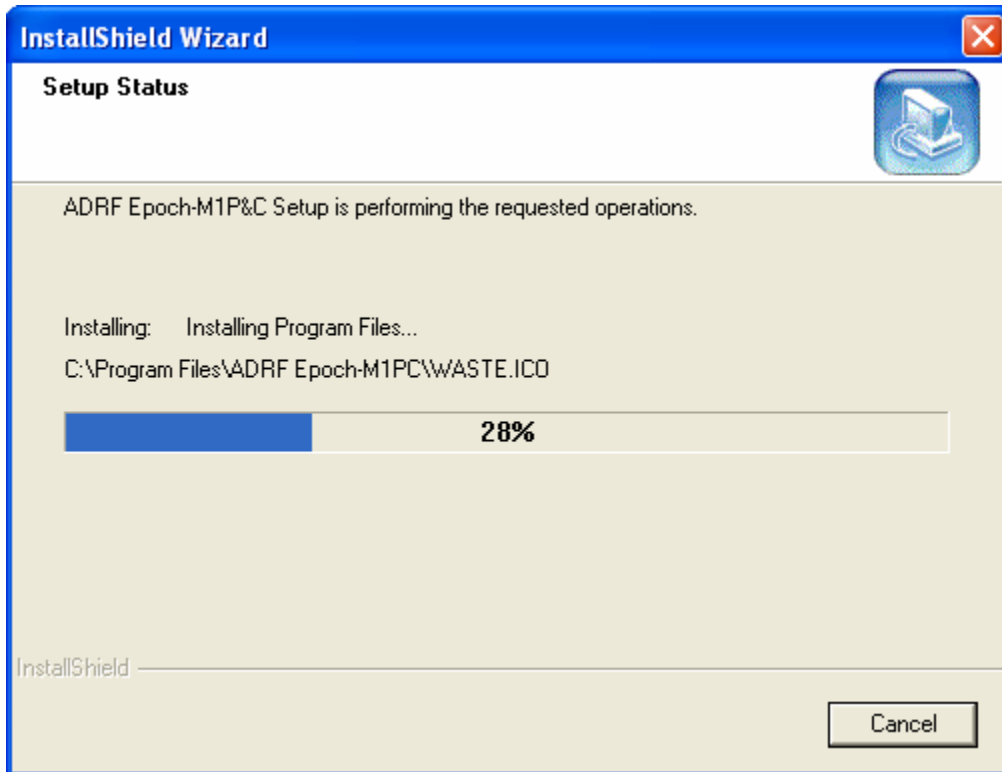 InstallShield Wizard
Setup Status
ADRF Epoch-M1P&C Setup is performing the requested operations.
Installing: Installing Program Files...
C:\Program Files\ADRF Epoch-M1PC\WASTE.ICO
28%
InstallShield
Cancel